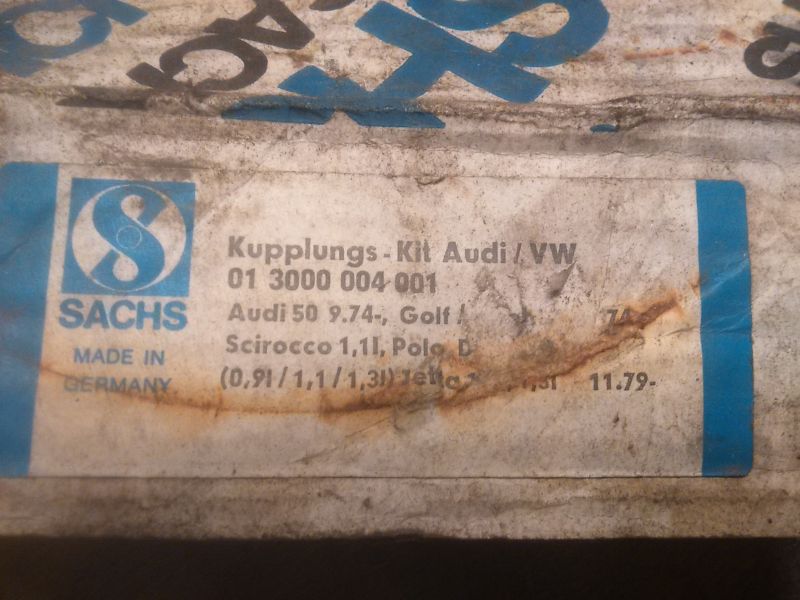 SACHS
MADE IN
GERMANY
Kupplungs-Kit Audi/VW
01 3000 004 001
Audi 50 9.74-, Golf / 74
Scirocco 1,1l, Polo D
(0,9l/1,1/1,3l) Jetta 11.79-